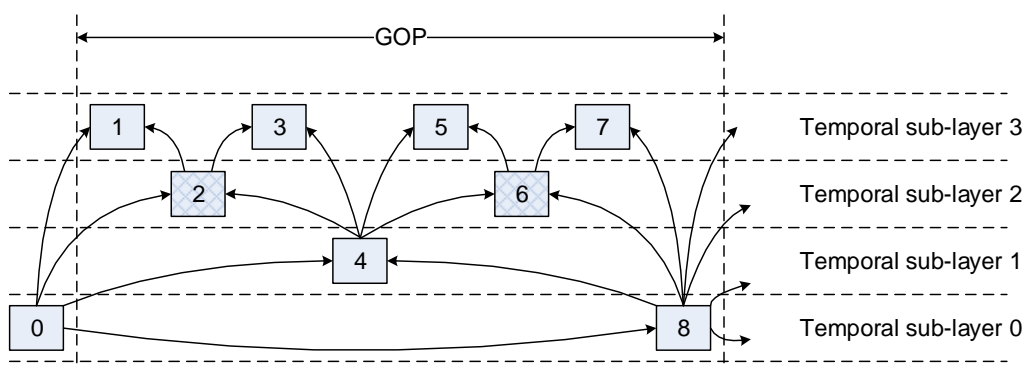 GOP
1 3 5 7 Temporal sub-layer 3
2 6 Temporal sub-layer 2
4 Temporal sub-layer 1
0 8 Temporal sub-layer 0